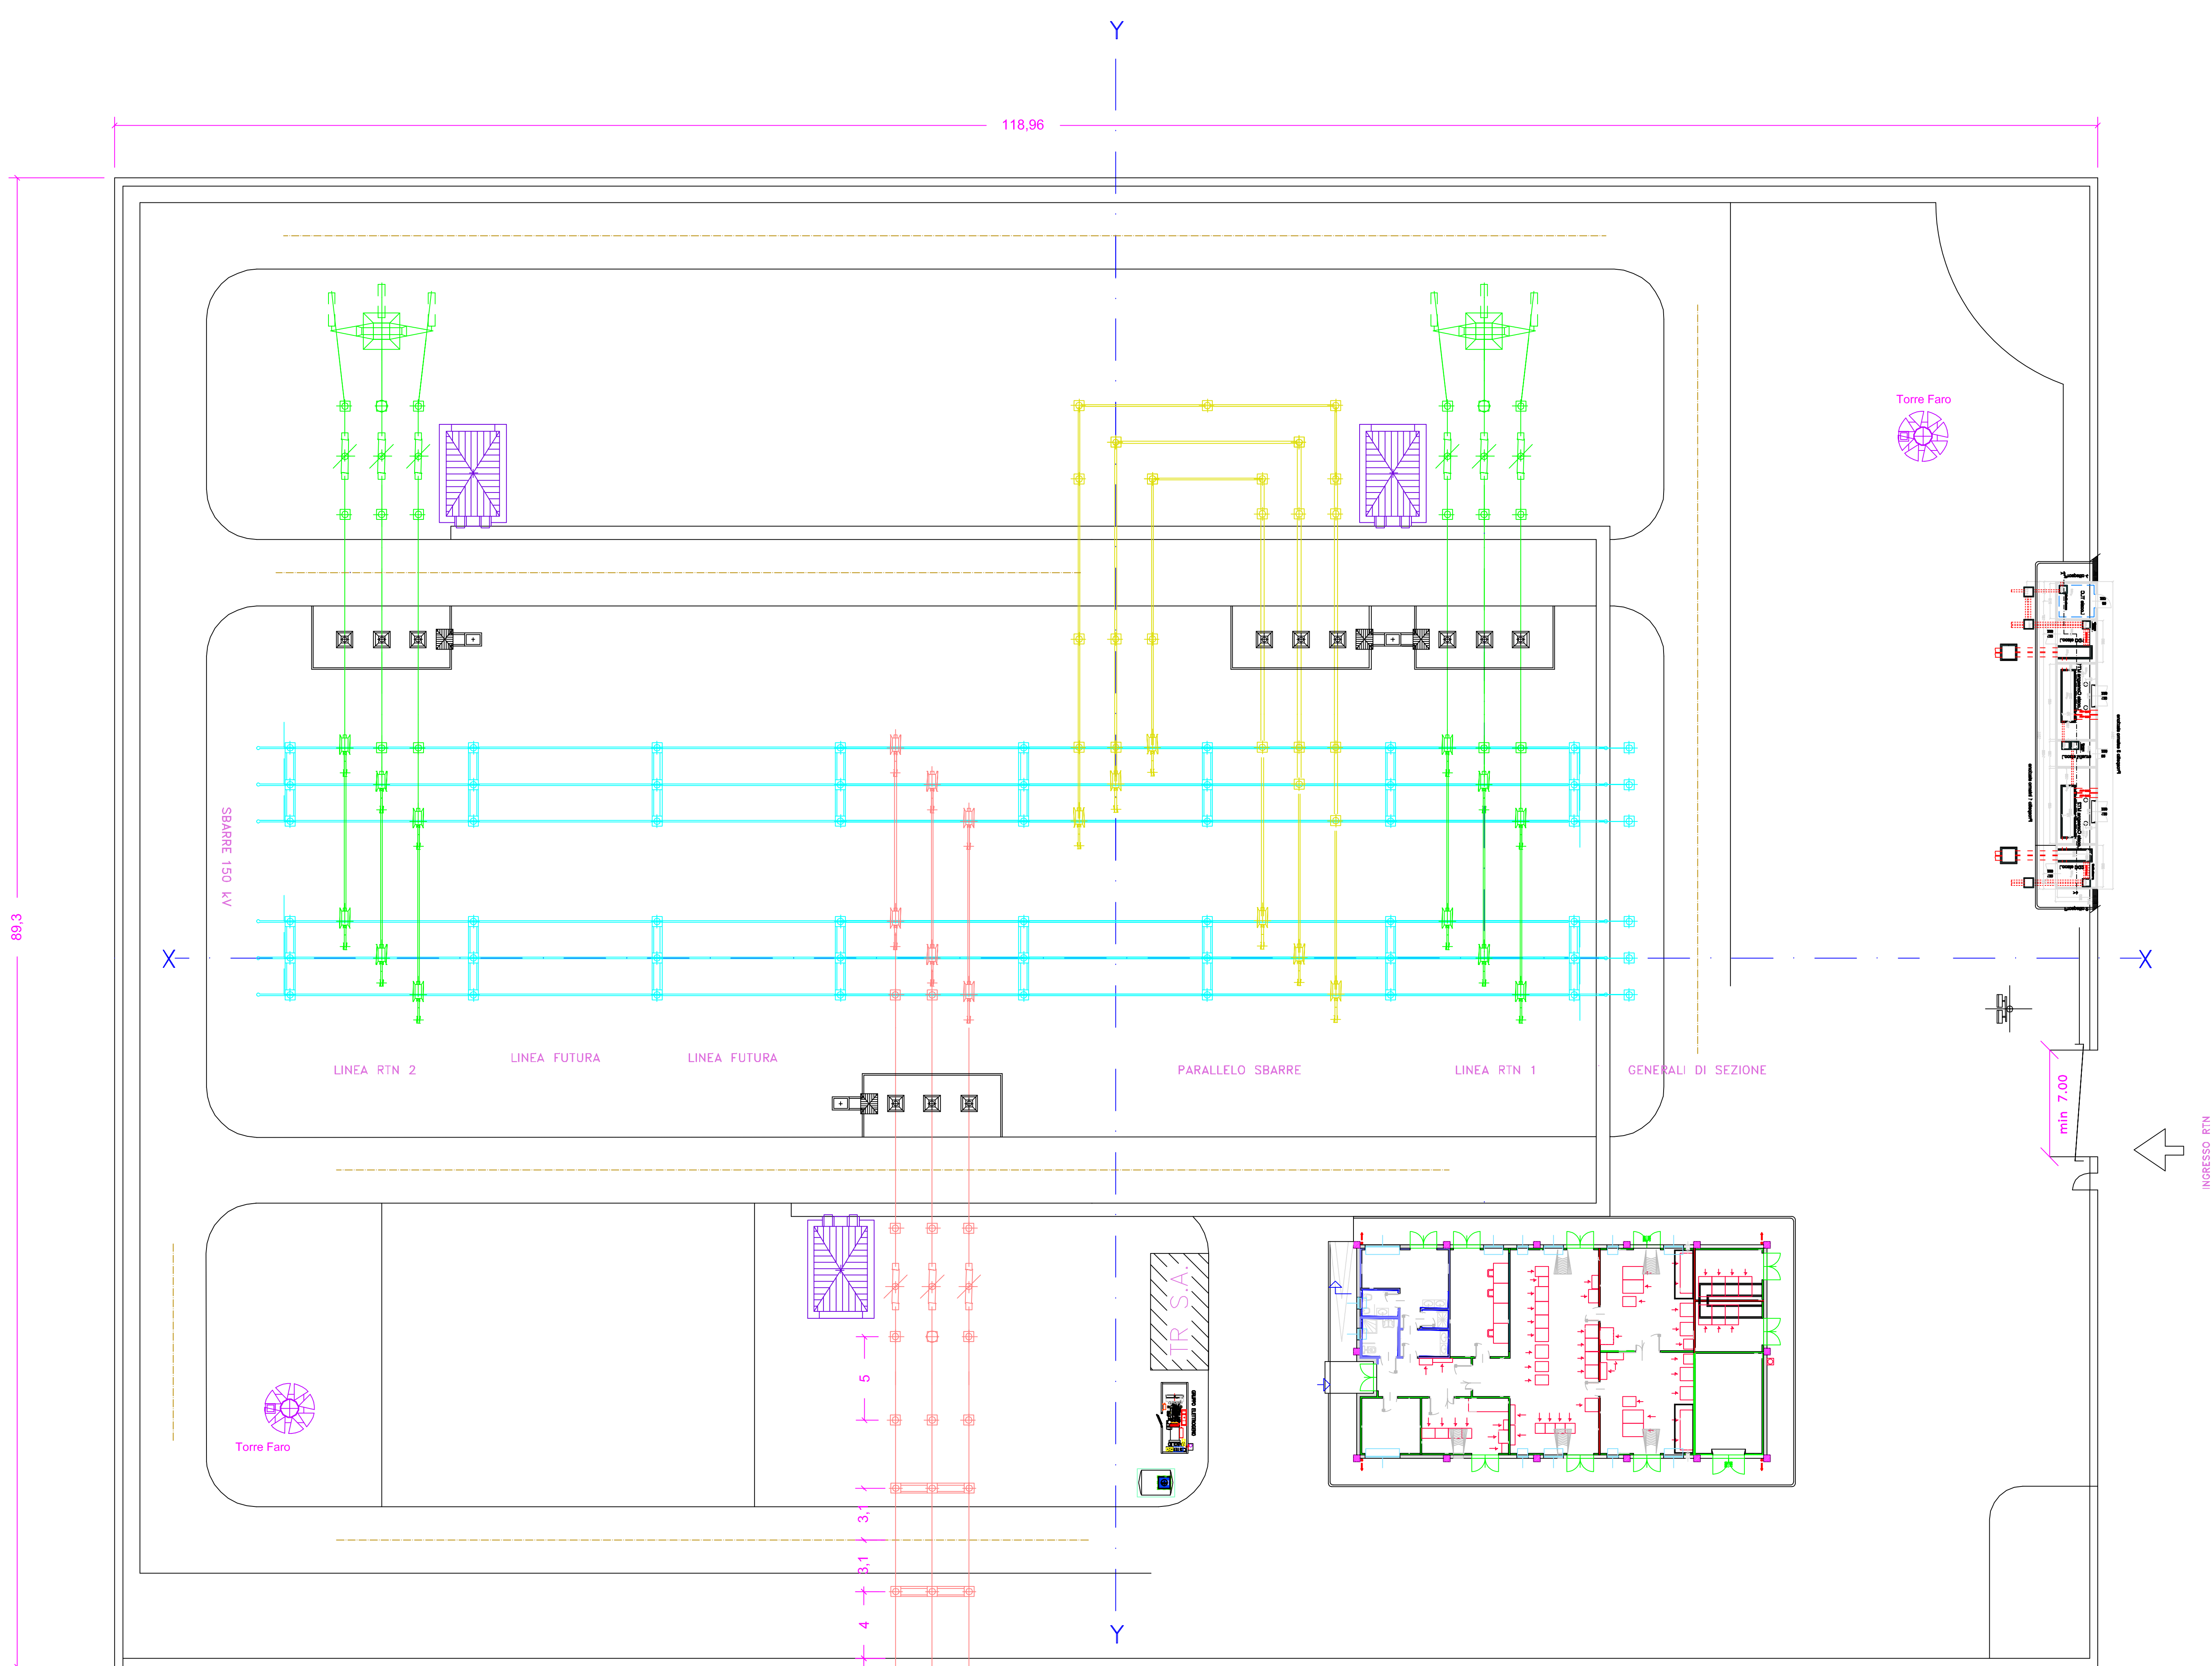 Y
118,96
Torre Faro
89,3
SBARRE 150 kV
X
X
LINEA RTN 2
LINEA FUTURA
LINEA FUTURA
PARALLELO SBARRE
LINEA RTN 1
GENERALI DI SEZIONE
min 7,00
INGRESSO RTN
TR S.A.
5
GRUPPO ELETTROGENO
Torre Faro
3,1
3,1
4
Y